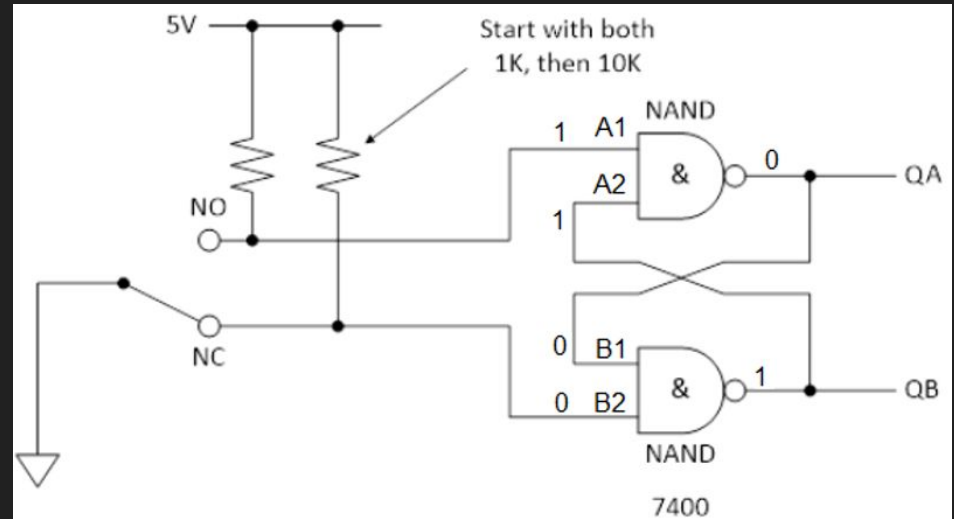 5V
Start with both
1K, then 10K
NAND
1 A1
& 0 QA
A2
1
NO
NC
0 B1
& 1 QB
0 B2
NAND
7400